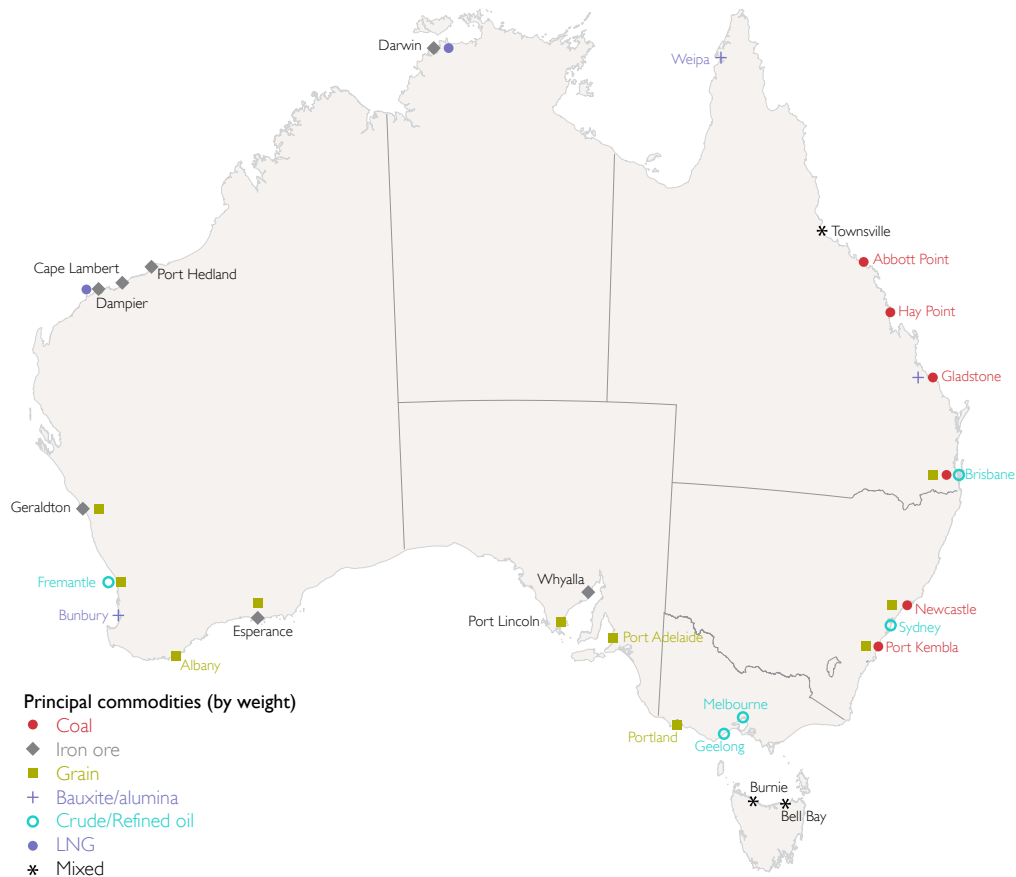 Darwin
Weipa
Townsville
Abbott Point
Cape Lambert
Port Hedland
Dampier
Hay Point
Gladstone
Brisbane
Geraldton
Fremantle
Whyalla
Bunbury
Newcastle
Port Lincoln
Sydney
Esperance
Port Adelaide
Port Kembla
Albany
Principal commodities (by weight)
Coal
Iron ore
Grain
Bauxite/alumina
Crude/Refined oil
LNG
Mixed
Melbourne
Portland
Geelong
Burnie
Bell Bay